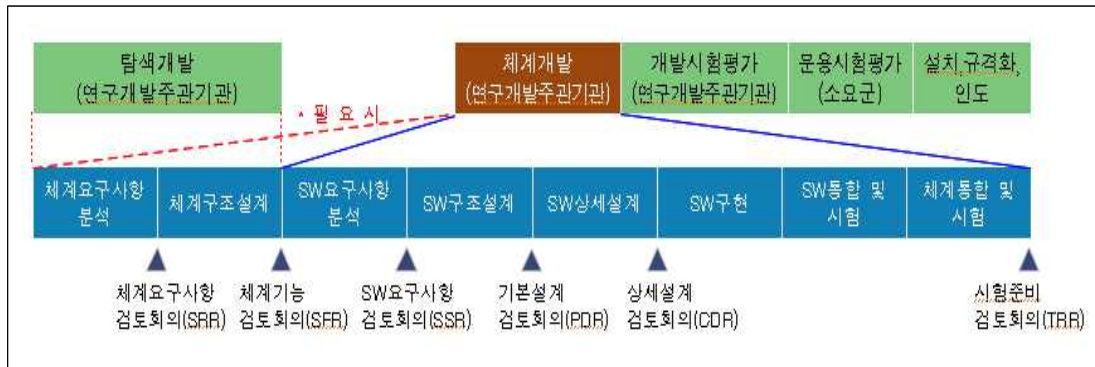 탐색개발
(연구개발주관기관)
체계개발
(연구개발주관기관)
개발시험평가
(연구개발주관기관)
운용시험평가
(소요군)
설치,규격화,
인도
* 필 요 시
체계요구사항
분석
체계구조설계
SW요구사항
분석
SW구조설계
SW상세설계
SW구현
SW통합 및
시험
체계통합 및
시험
체계요구사항
검토회의(SRR)
체계기능
검토회의(SFR)
SW요구사항
검토회의(SSR)
기본설계
검토회의(PDR)
상세설계
검토회의(CDR)
시험준비
검토회의(TRR)